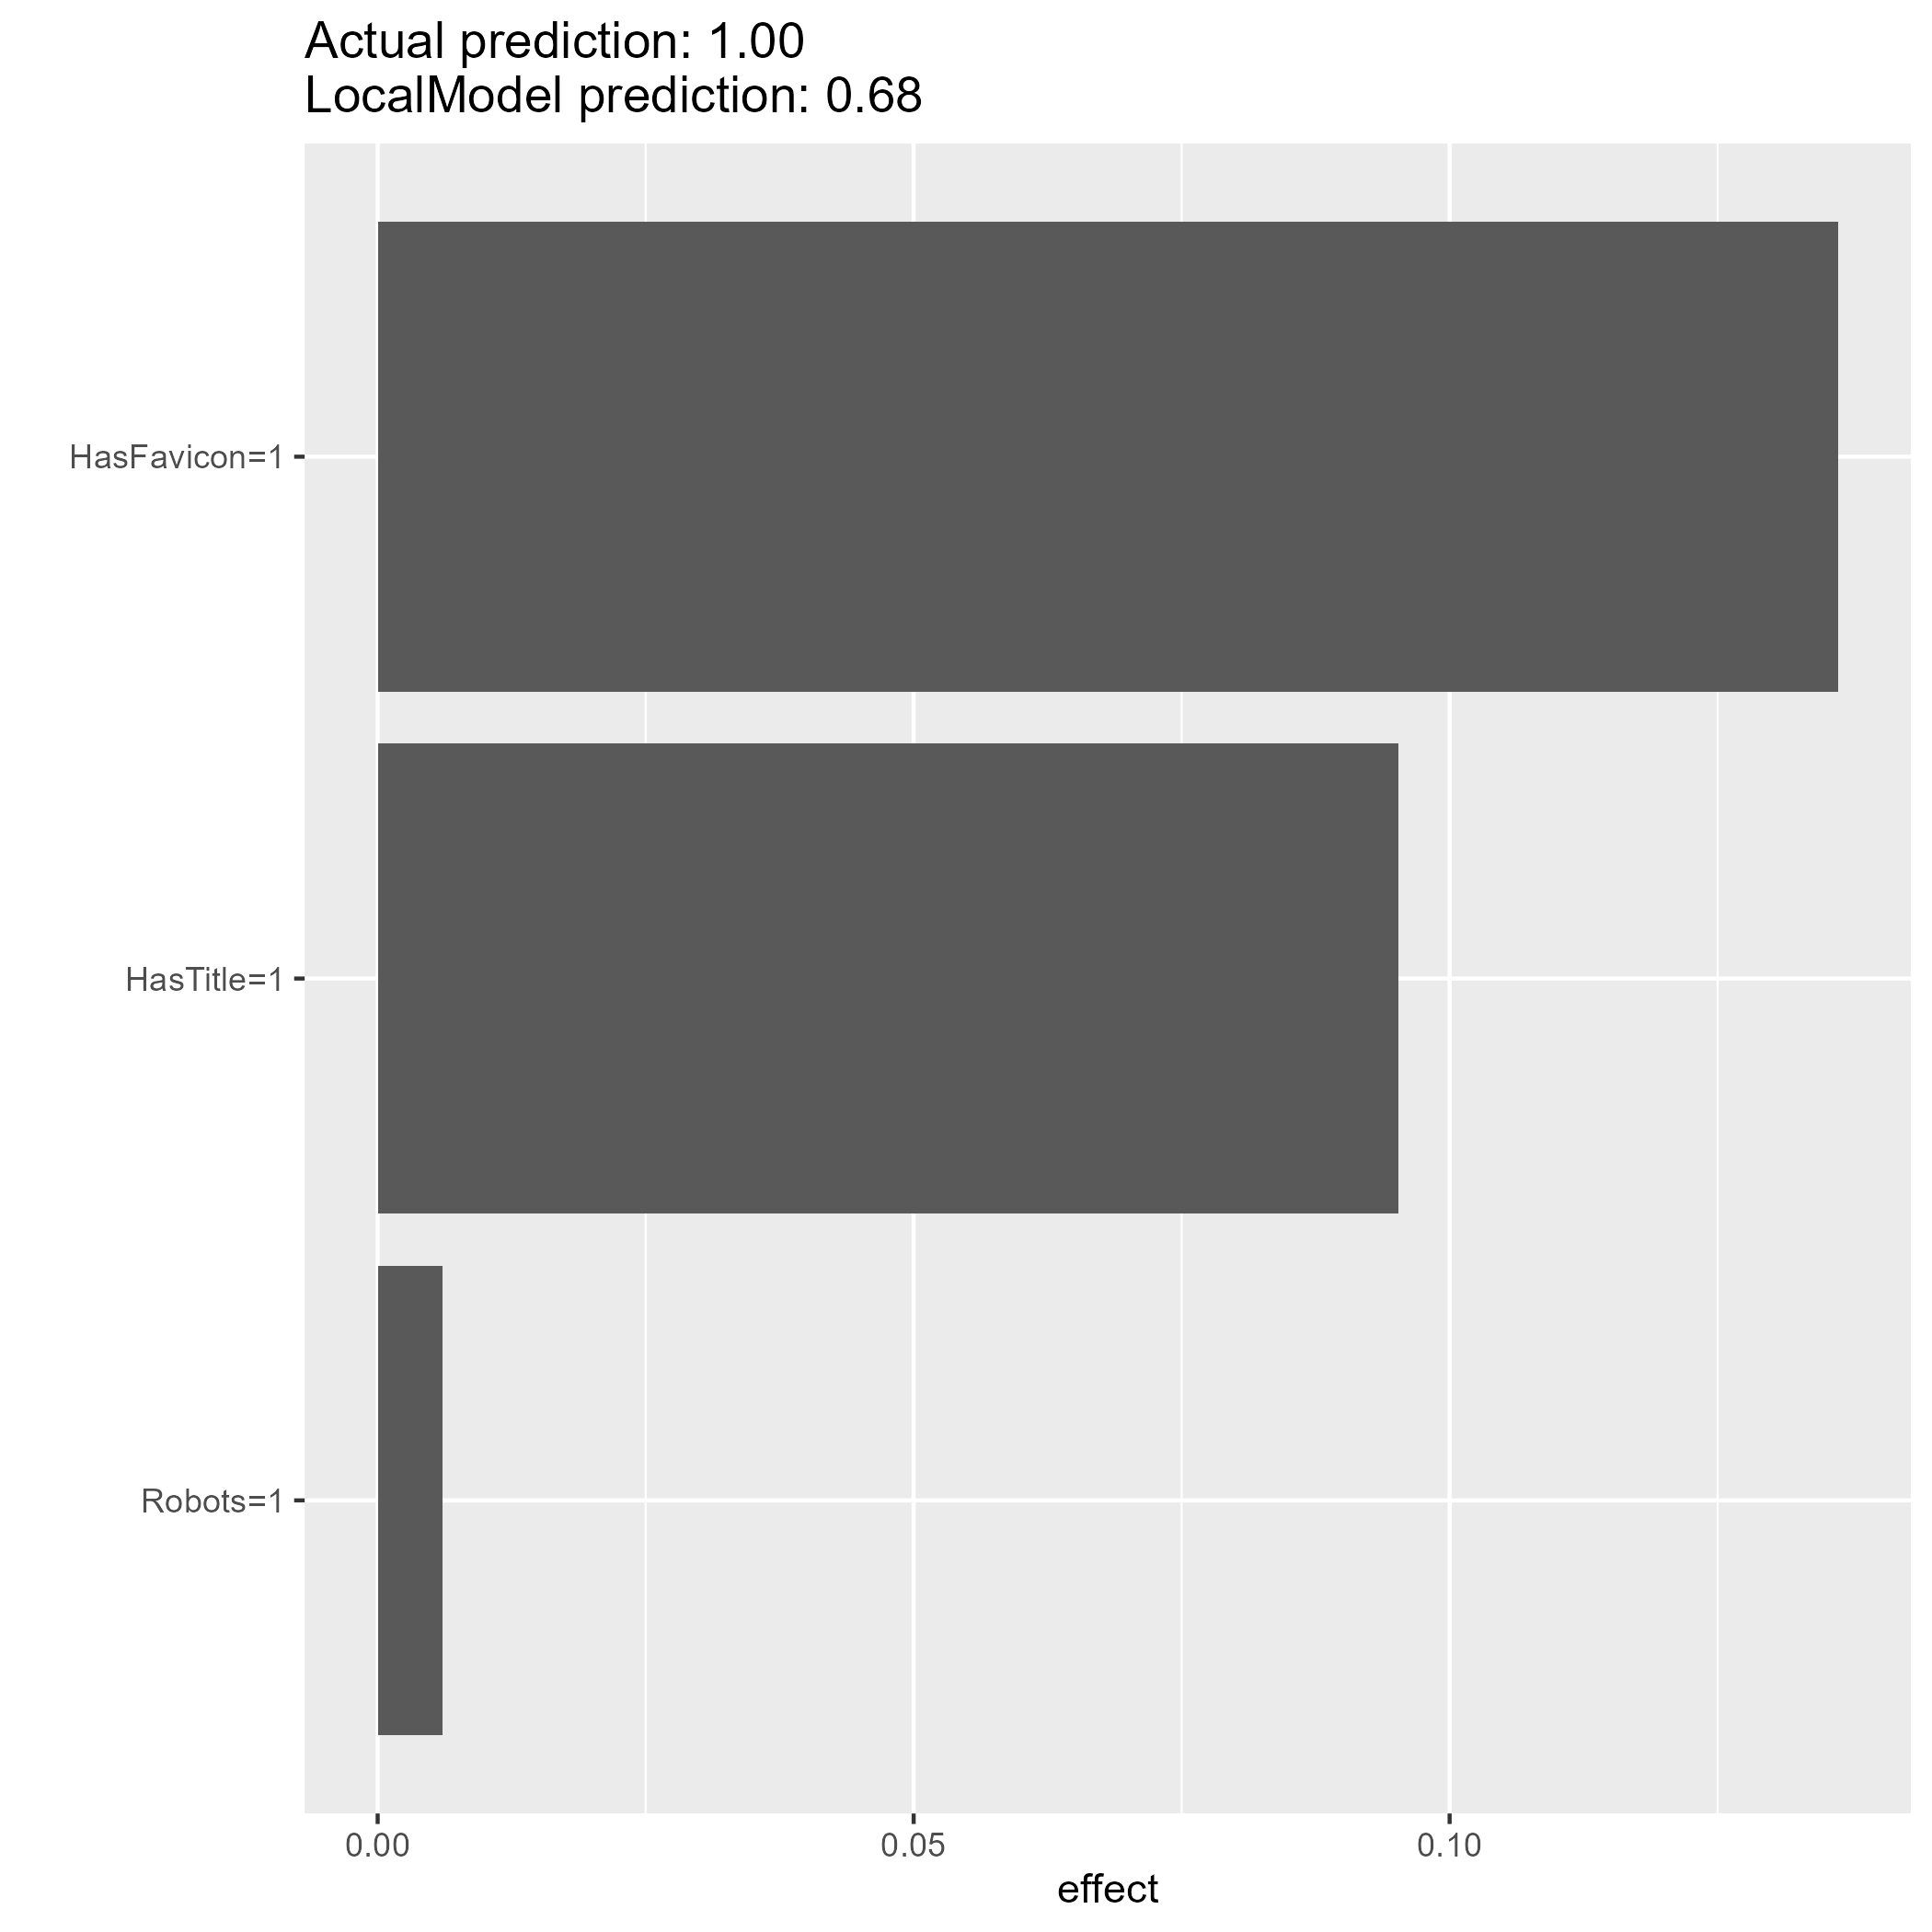 Actual prediction: 1.00
LocalModel prediction: 0.68
HasFavicon=1
HasTitle=1
Robots=1
0.00 0.05 0.10
effect